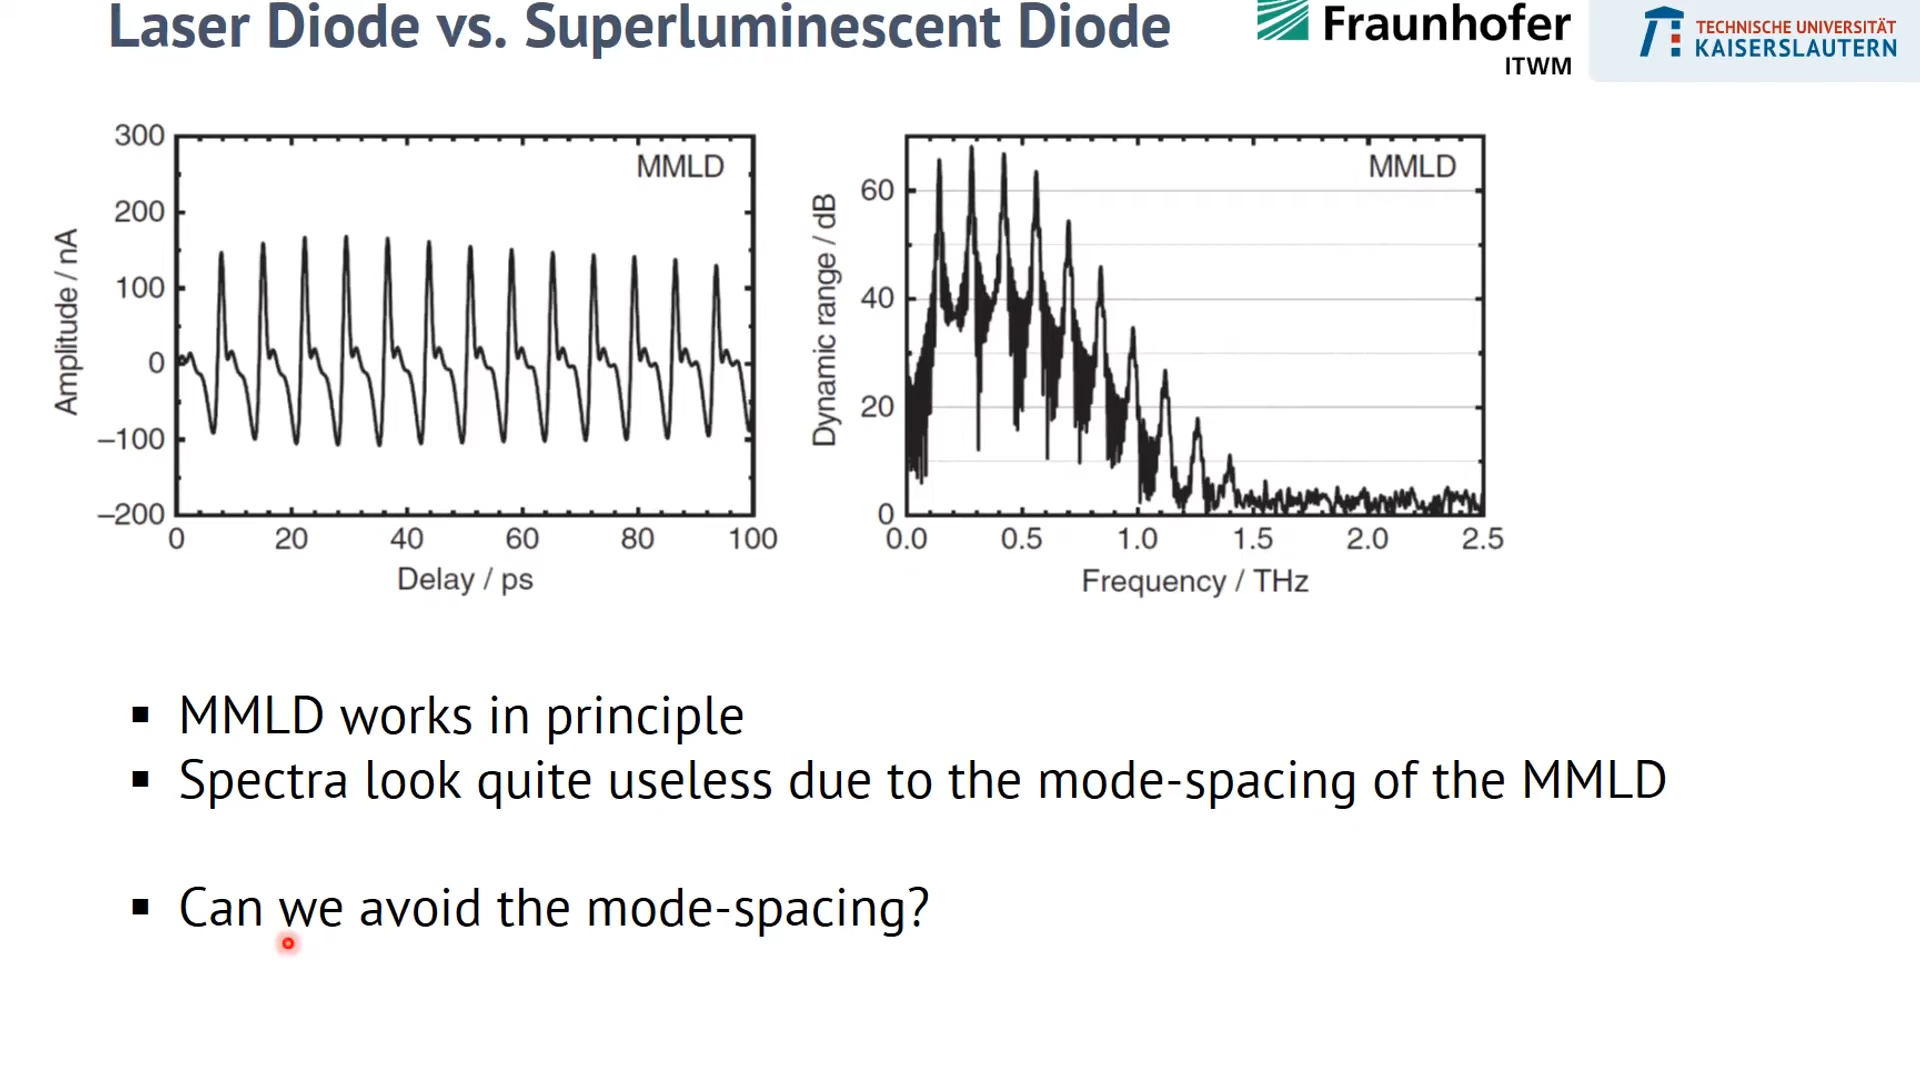 Laser Diode vs. Superluminescent Diode
Fraunhofer
ITWM
TECHNISCHE UNIVERSITÄT
KAISERSLAUTERN
300
200
100
0
−100
−200
Amplitude / nA
MMLD
0 20 40 60 80 100
Delay / ps
60
40
20
0
Dynamic range / dB
MMLD
0.0 0.5 1.0 1.5 2.0 2.5
Frequency / THz
▪ MMLD works in principle
▪ Spectra look quite useless due to the mode-spacing of the MMLD
▪ Can we avoid the mode-spacing?